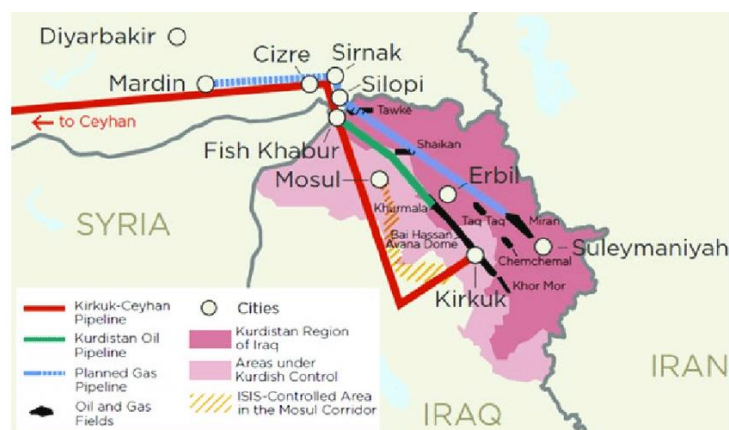 Diyarbakir
Cizre
Sirnak
Mardin
Silopi
Tawke
← to Ceyhan
Fish Khabur
Shaikan
Mosul
Erbil
SYRIA
Khurmala
Taq Taq
Miran
Bai Hassan
Avana Dome
Suleymaniyah
Chemchemal
Kirkuk
Khor Mor
IRAN
IRAQ
Kirkuk-Ceyhan
Pipeline
Kurdistan Oil
Pipeline
Planned Gas
Pipeline
Oil and Gas
Fields
Cities
Kurdistan Region
of Iraq
Areas under
Kurdish Control
ISIS-Controlled Area
in the Mosul Corridor